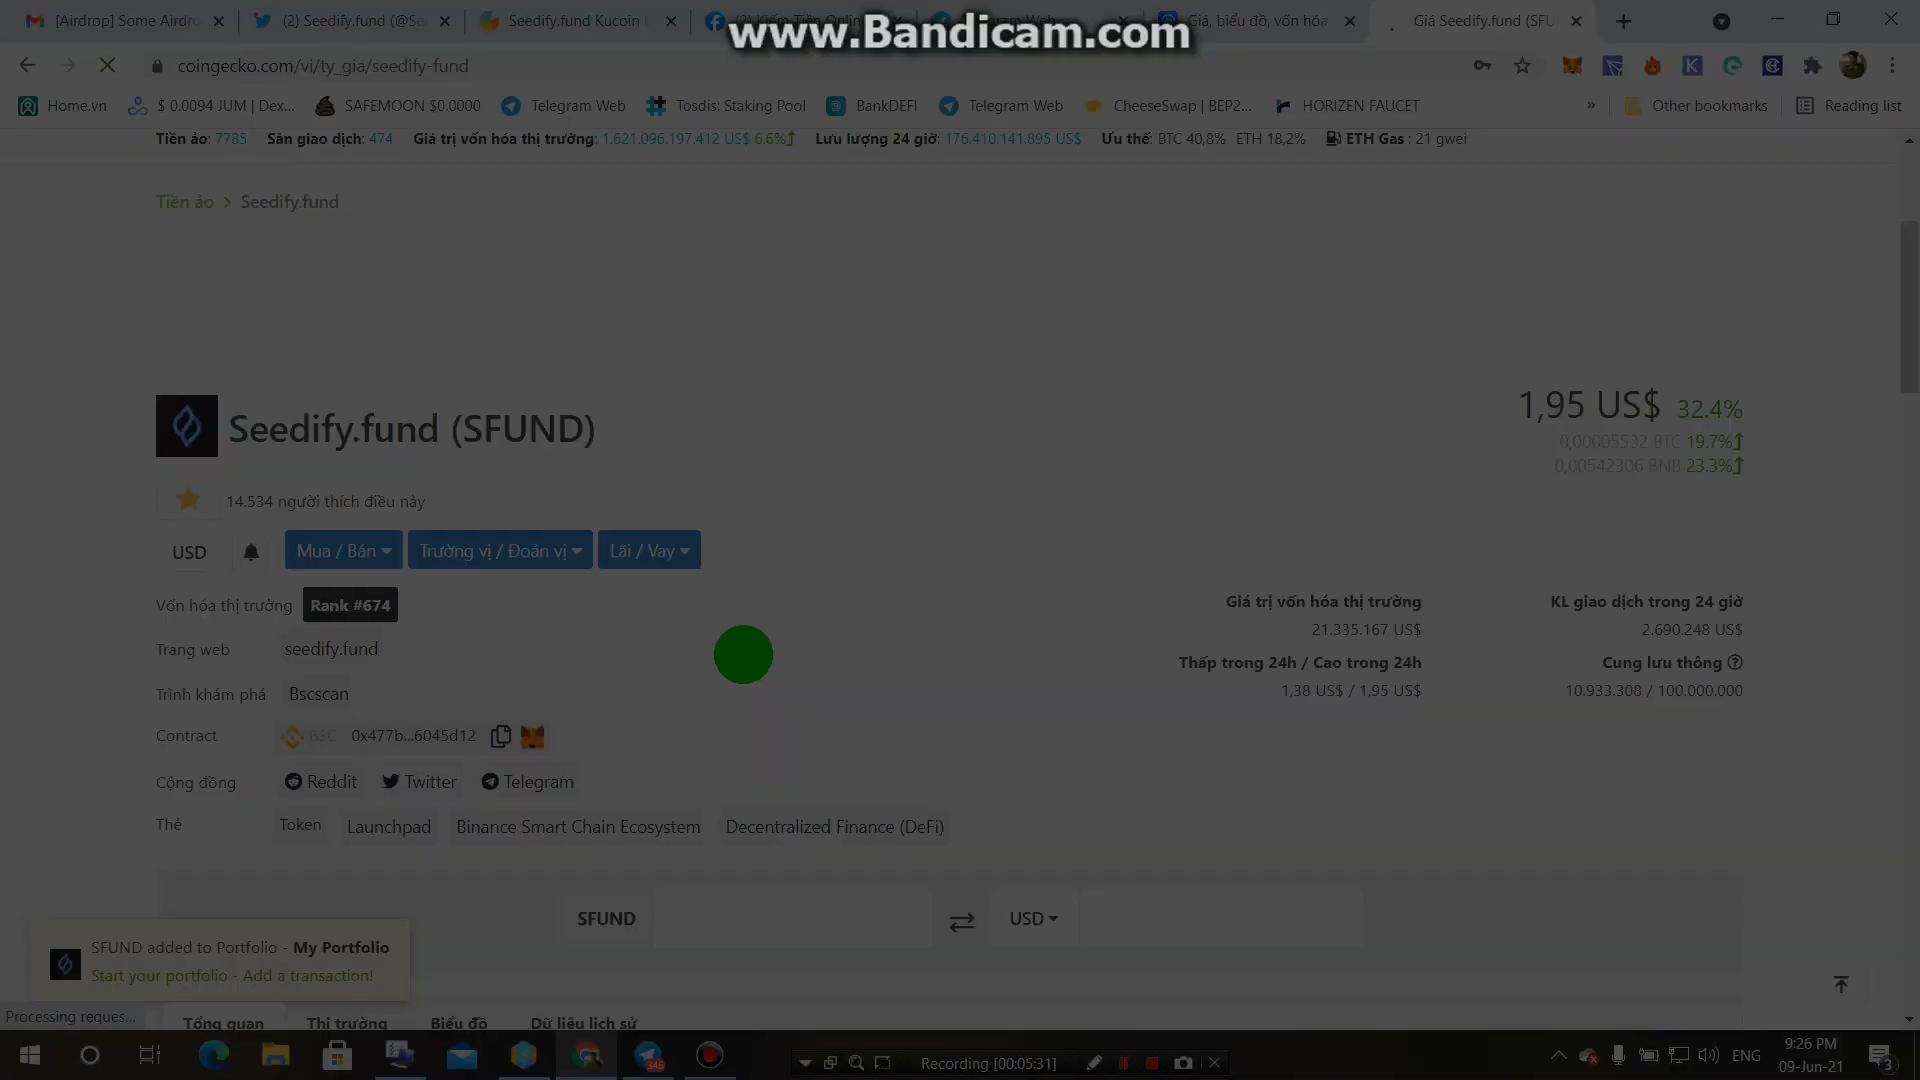 www.Bandicam.com
[Airdrop] Some Airdru
(2) Seedify.fund (@Se
Seedify.fund Kucoin
(2) Kiếm Tiền Onlin
Telegram Web
Giá, biểu đồ, vốn hóa
Giá Seedify.fund (SFU
coingecko.com/vi/ty_gia/seedify-fund
Home.vn
$ 0.0094 JUM | Dex...
SAFEMOON $0.0000
Telegram Web
Tosdis: Staking Pool
BankDEFI
Telegram Web
CheeseSwap | BEP2...
HORIZEN FAUCET
»
Other bookmarks
Reading list
Tiền ảo: 7785 Sàn giao dịch: 474 Giá trị vốn hóa thị trường: 1.621.096.197.412 US$ 6.6% Lưu lượng 24 giờ: 176.410.141.895 US$ Ưu thế: BTC 40,8% ETH 18,2% ETH Gas : 21 gwei
Tiền ảo > Seedify.fund
Seedify.fund (SFUND)
1,95 US$ 32.4%
0,00005532 BTC 19.7%
0,00542306 BNB 23.3%
14.534 người thích điều này
USD
Mua / Bán
Trường vị / Đoản vị
Lãi / Vay
Vốn hóa thị trường Rank #674
Trang web seedify.fund
Trình khám phá Bscscan
Contract BSC 0x477b...6045d12
Cộng đồng Reddit Twitter Telegram
Thẻ Token Launchpad Binance Smart Chain Ecosystem Decentralized Finance (DeFi)
Giá trị vốn hóa thị trường
21.335.167 US$
KL giao dịch trong 24 giờ
2.690.248 US$
Thấp trong 24h / Cao trong 24h
1,38 US$ / 1,95 US$
Cung lưu thông
10.933.308 / 100.000.000
SFUND
USD
SFUND added to Portfolio - My Portfolio
Start your portfolio - Add a transaction!
Processing reques...
Tổng quan Thị trường Biểu đồ Dữ liệu lịch sử
Recording [00:05:31]
ENG
9:26 PM
09-Jun-21
3